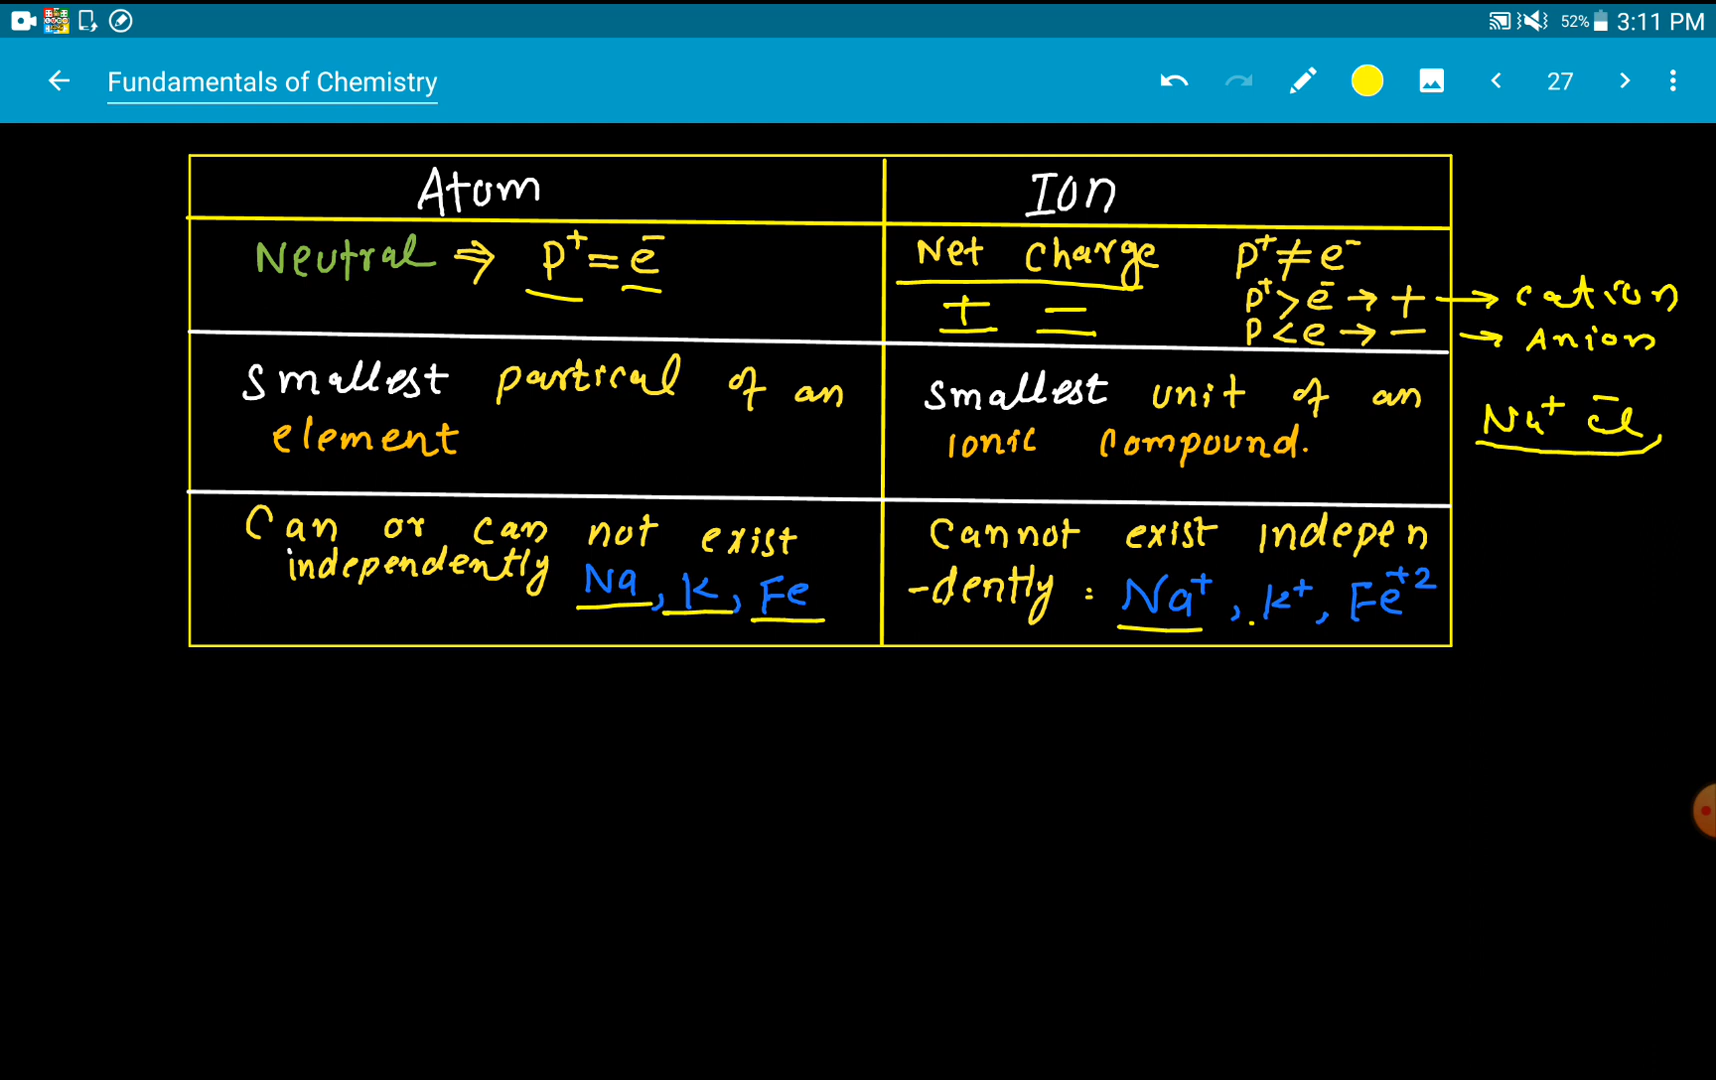 52% 3:11 PM
Fundamentals of Chemistry 27
Atom Ion
Neutral ⇒ p⁺ = e⁻
Net Charge p⁺ ≠ e⁻
+ − p⁺ > e⁻ → + → cation
p < e → − → Anion
Smallest partical of an
element
Smallest unit of an
ionic compound.
Na⁺ Cl⁻
Can or can not exist
independently Na, K, Fe
Cannot exist indepen
-dently : Na⁺, K⁺, Fe⁺²